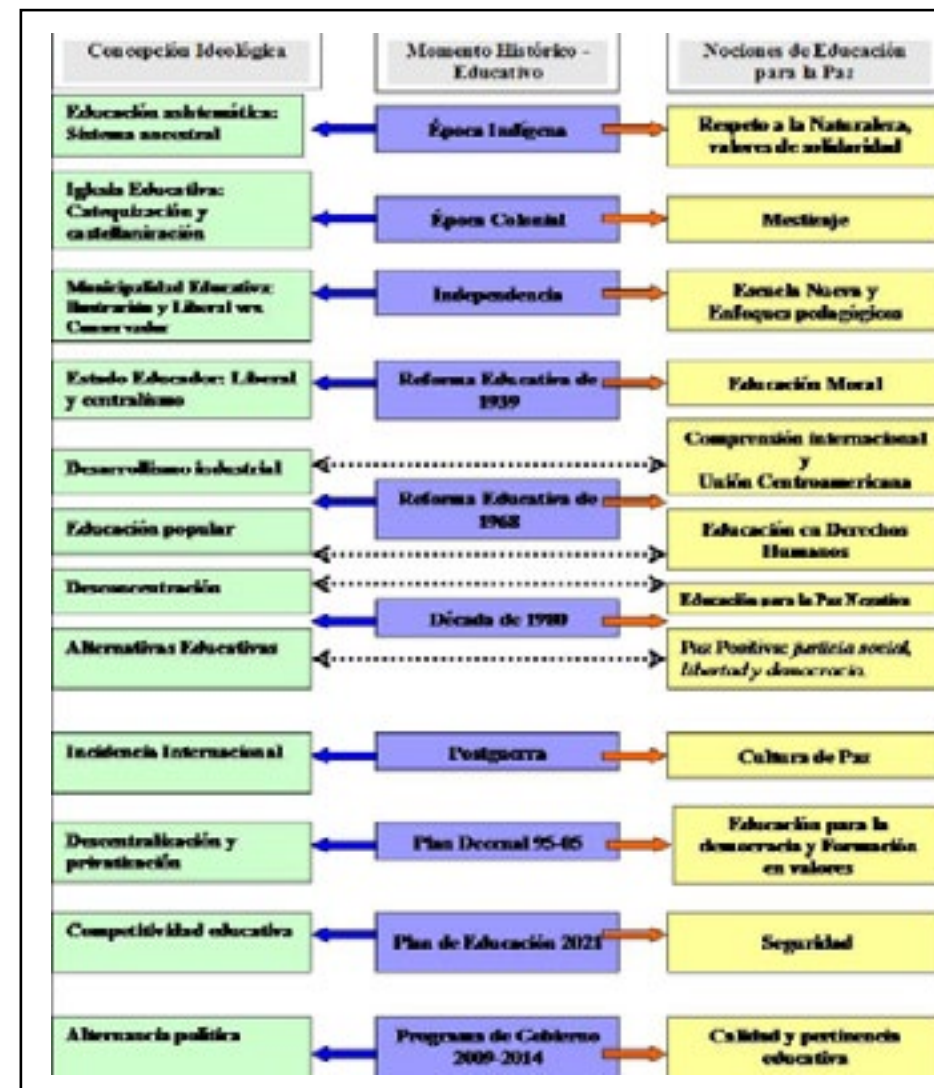 Concepción Ideológica
Momento Histórico -
Educativo
Nociones de Educación
para la Paz
Educación asistemática:
Sistema ancestral
Época Indígena
Respeto a la Naturaleza,
valores de solidaridad
Iglesia Educativa:
Catequización y
castellanización
Época Colonial
Mestizaje
Municipalidad Educativa:
Ilustración y Liberal vrs.
Conservador
Independencia
Escuela Nueva y
Enfoques pedagógicos
Estado Educador: Liberal
y centralismo
Reforma Educativa de
1939
Educación Moral
Desarrollismo industrial
Comprensión internacional
y
Unión Centroamericana
Reforma Educativa de
1968
Educación popular
Educación en Derechos
Humanos
Desconcentración
Educación para la Paz Negativa
Década de 1980
Alternativas Educativas
Paz Positiva: justicia social,
libertad y democracia.
Incidencia Internacional
Postguerra
Cultura de Paz
Descentralización y
privatización
Plan Decenal 95-05
Educación para la
democracia y Formación
en valores
Competitividad educativa
Plan de Educación 2021
Seguridad
Alternancia política
Programa de Gobierno
2009-2014
Calidad y pertinencia
educativa